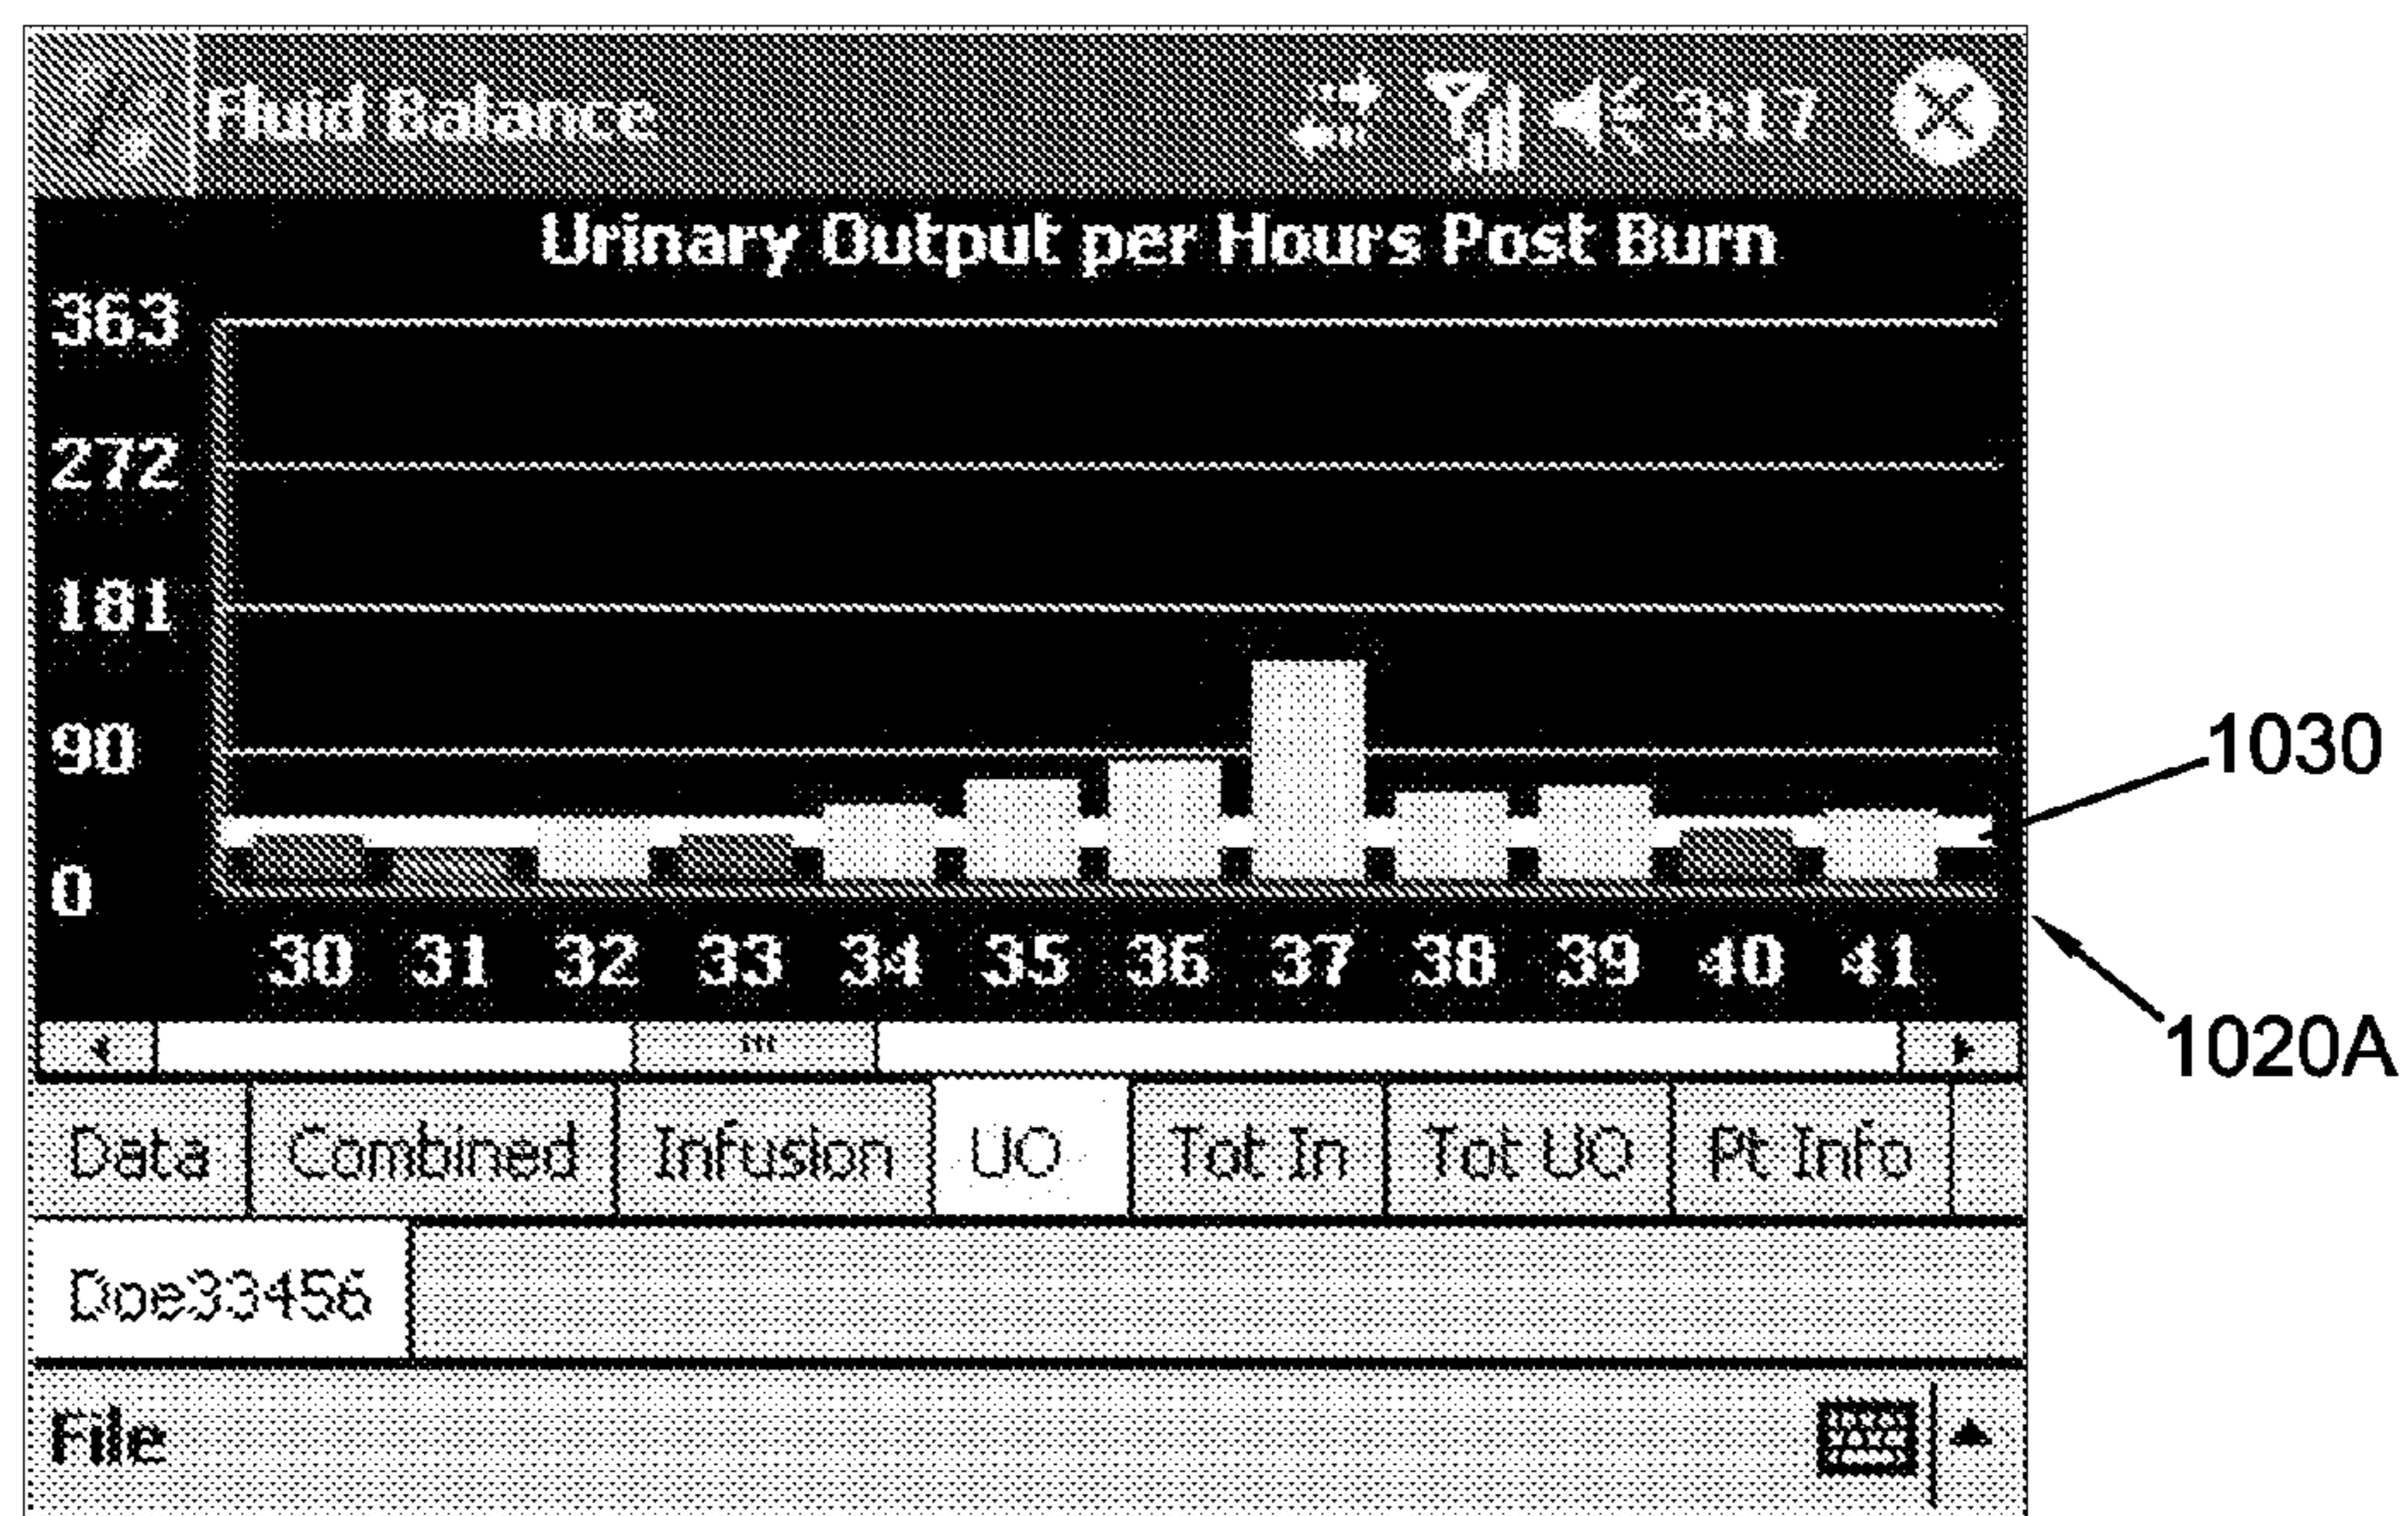 Fluid Balance 3:17
Urinary Output per Hours Post Burn
363
272
181
90
0
30 31 32 33 34 35 36 37 38 39 40 41
1030
1020A
Data Combined Infusion UO Tot In Tot UO Pt Info
Doe33456
File